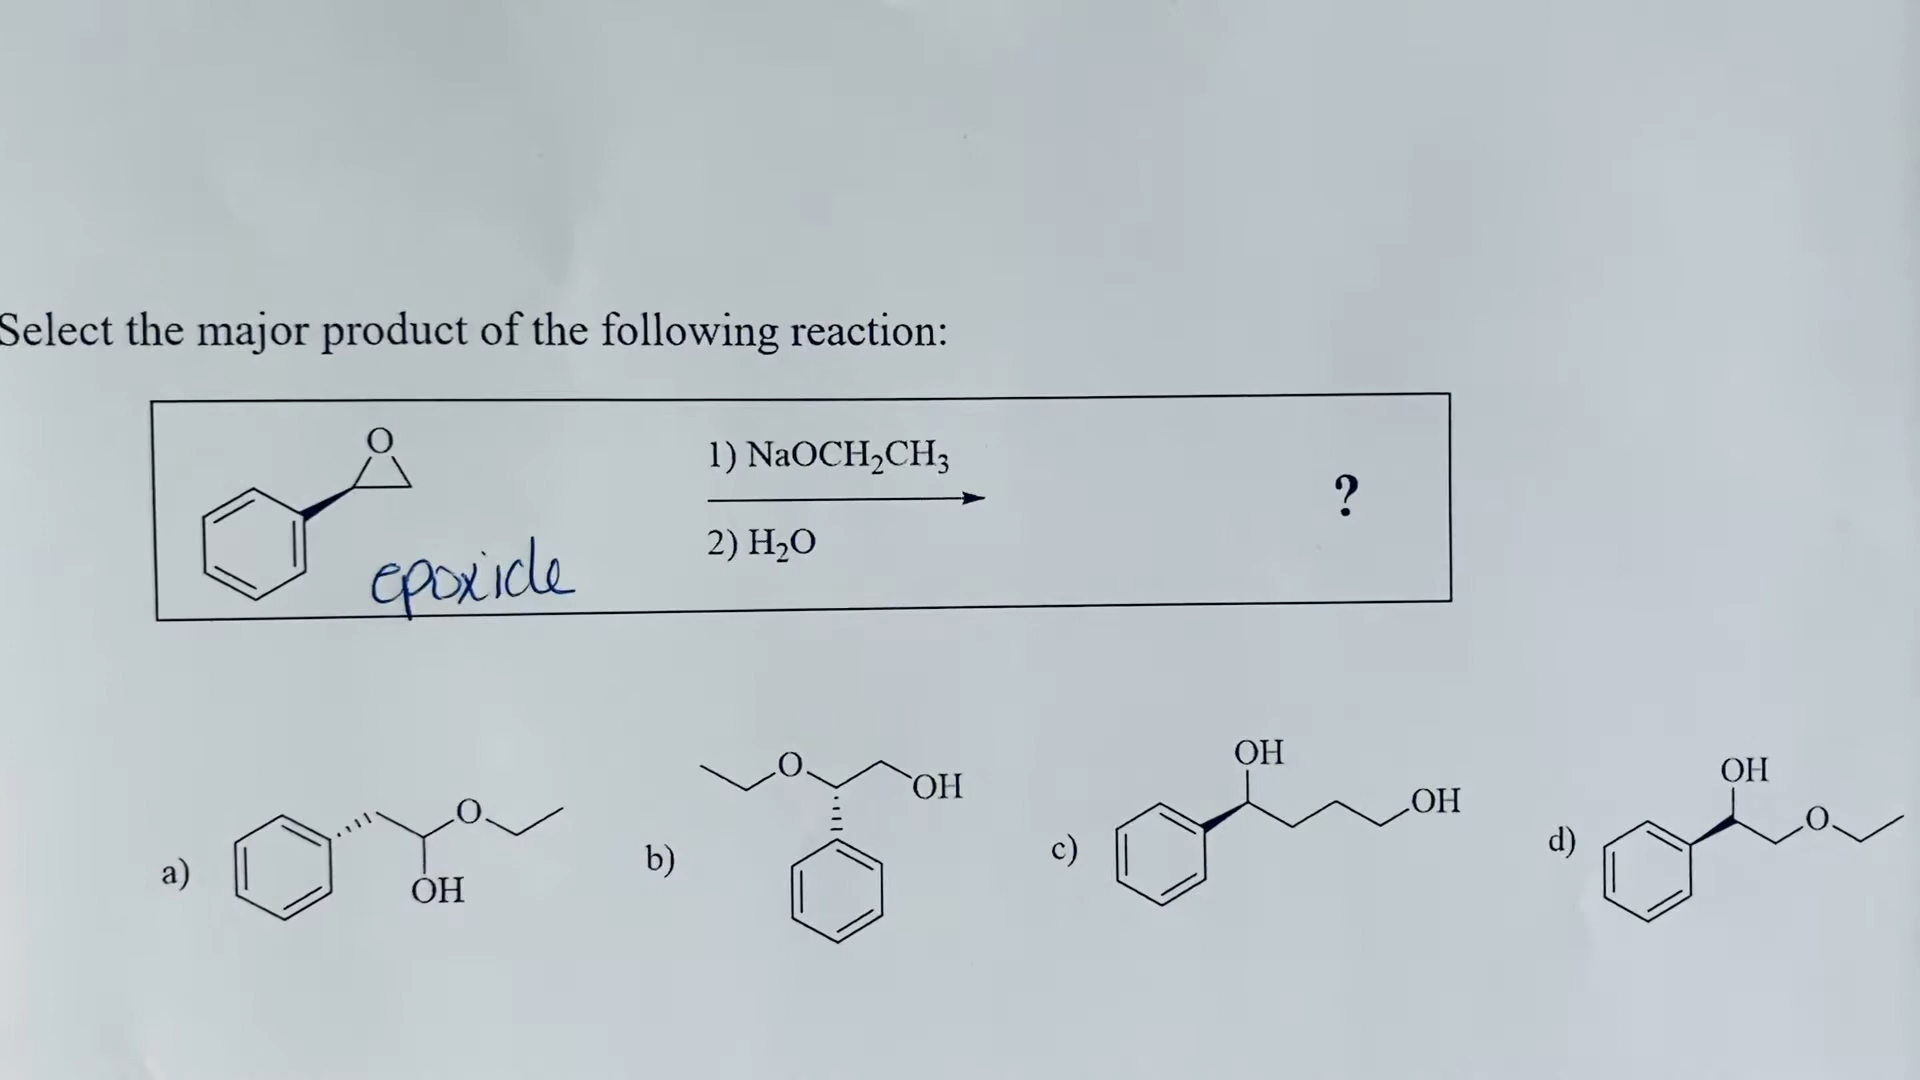 Select the major product of the following reaction:
O
1) NaOCH₂CH₃
2) H₂O
?
epoxide
a)
O
OH
b)
O
OH
c)
OH
OH
d)
OH
O